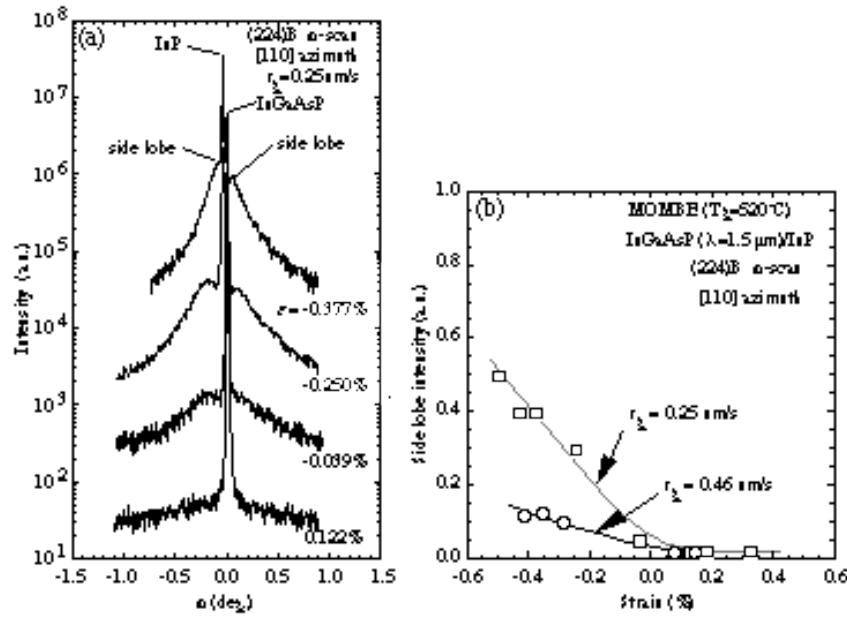 (a)
10^8
10^7
10^6
10^5
10^4
10^3
10^2
10^1
Intensity (a.u.)
InP
(224)B ω-scan
[110] azimuth
r_g=0.25 nm/s
InGaAsP
side lobe
side lobe
ε = -0.377%
-0.250%
-0.039%
0.122%
-1.5 -1.0 -0.5 0.0 0.5 1.0 1.5
ω (deg)
(b)
MOMBE (T_g=520°C)
InGaAsP (λ=1.5 μm)/InP
(224)B ω-scan
[110] azimuth
1.0
0.8
0.6
0.4
0.2
0.0
Side lobe intensity (a.u.)
r_g = 0.25 nm/s
r_g = 0.46 nm/s
-0.6 -0.4 -0.2 0.0 0.2 0.4 0.6
Strain (%)